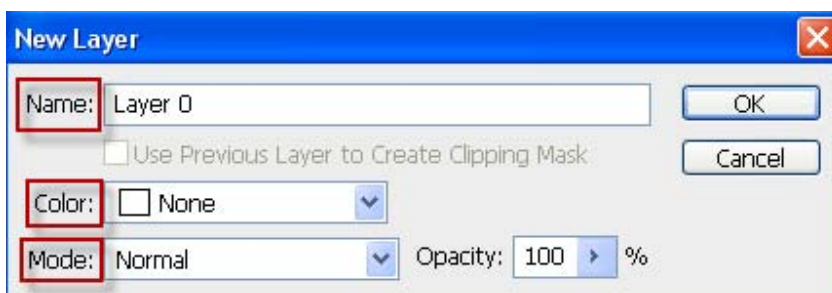 New Layer
Name: Layer 0 OK
Use Previous Layer to Create Clipping Mask Cancel
Color: None
Mode: Normal Opacity: 100 %